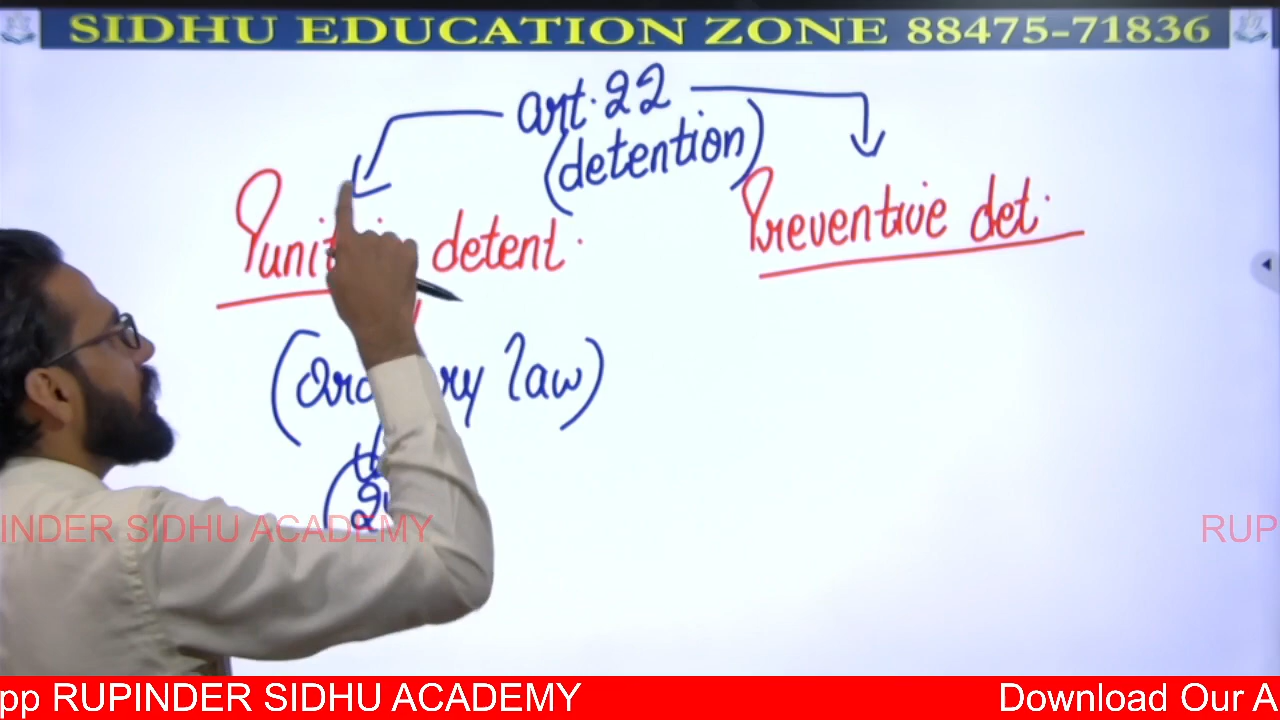 SIDHU EDUCATION ZONE 88475-71836
art. 22
(detention)
detent.
Preventive det.
law)
INDER SIDHU ACADEMY
RUP
pp RUPINDER SIDHU ACADEMY
Download Our A